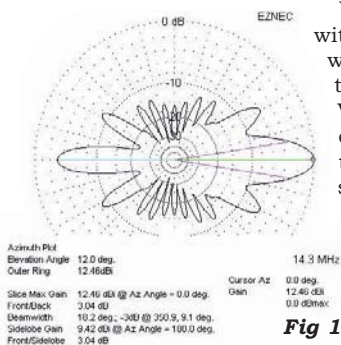 0 dB
EZNEC
-10
Azimuth Plot
Elevation Angle 12.0 deg.
Outer Ring 12.46dBi
14.3 MHz
Slice Max Gain 12.46 dBi @ Az Angle = 0.0 deg.
Front/Back 3.04 dB
Beamwidth 18.2 deg.; -3dB @ 350.9, 9.1 deg.
Sidelobe Gain 9.42 dBi @ Az Angle = 180.0 deg.
Front/Sidelobe 3.04 dB
Cursor Az 0.0 deg.
Gain 12.46 dBi
0.0 dBmax
Fig 1
wit